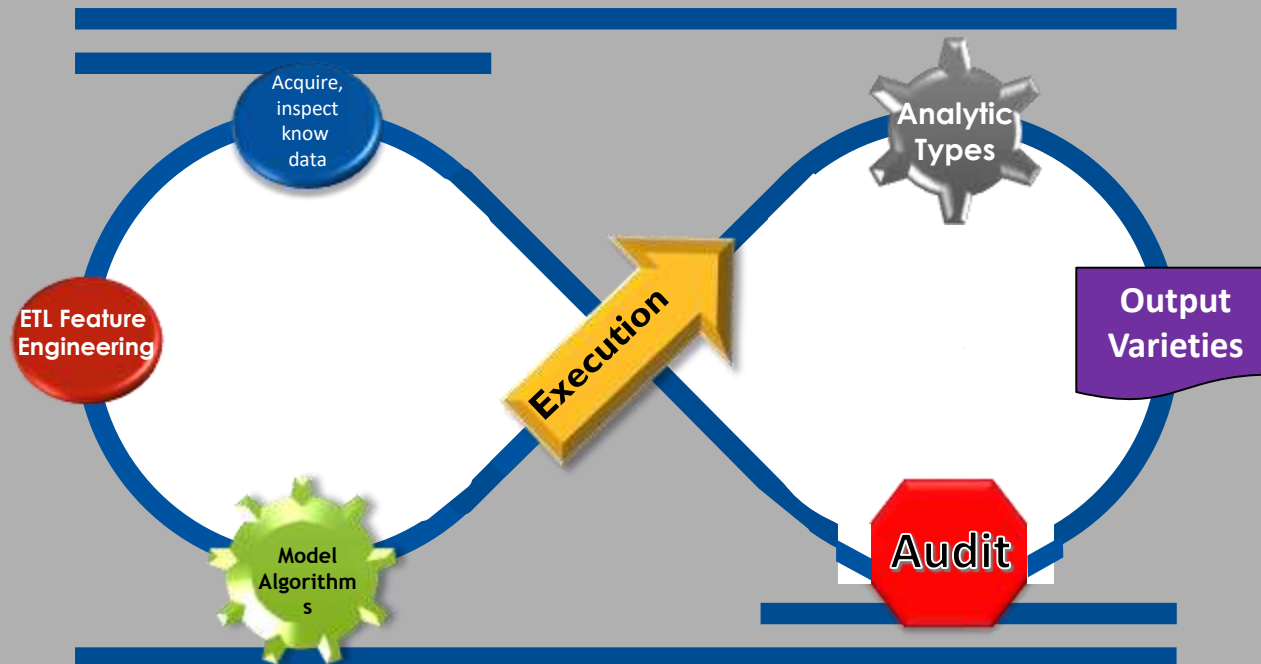 Acquire,
inspect
know
data
Analytic
Types
ETL Feature
Engineering
Execution
Output
Varieties
Model
Algorithm
s
Audit